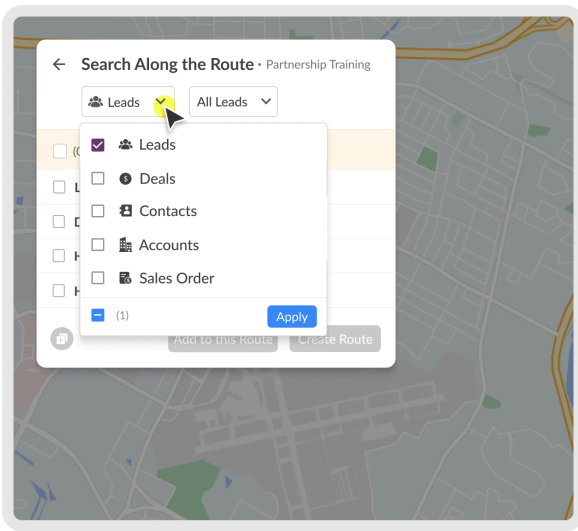 Search Along the Route · Partnership Training
Leads All Leads
Leads
Deals
Contacts
Accounts
Sales Order
(1) Apply
Add to this Route Create Route